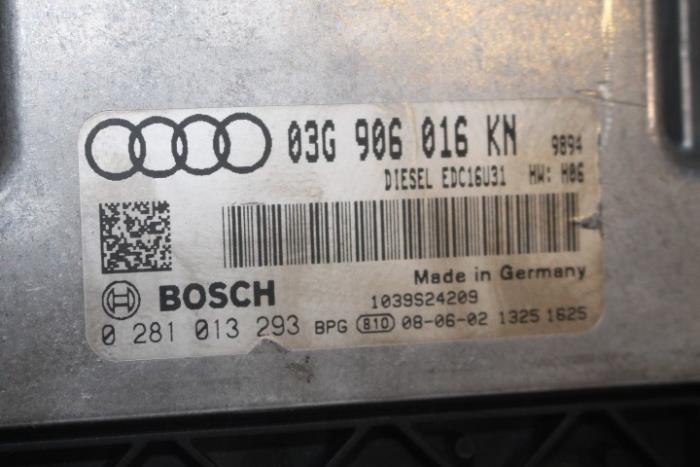 03G 906 016 KN 9894
DIESEL EDC16U31 HW: H06
Made in Germany
BOSCH 1039S24209
0 281 013 293 BPG 810 08-06-02 1325 1625